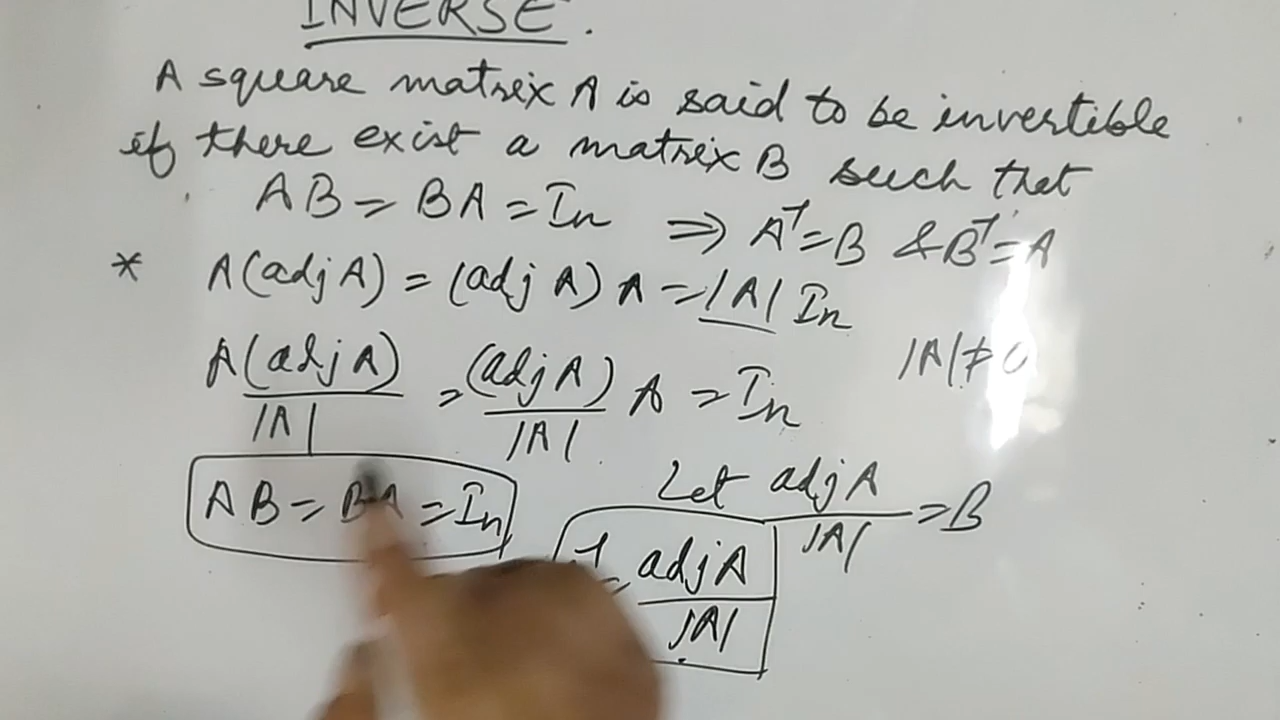 INVERSE.
A square matrix A is said to be invertible
if there exist a matrix B such that
AB = BA = In ⇒ A⁻¹ = B & B⁻¹ = A
* A(adj A) = (adj A) A = |A| In
|A| ≠ 0
A(adj A)/|A| = (adj A)/|A| A = In
Let adj A/|A| = B
AB = BA = In
⁻¹ = adj A/|A|